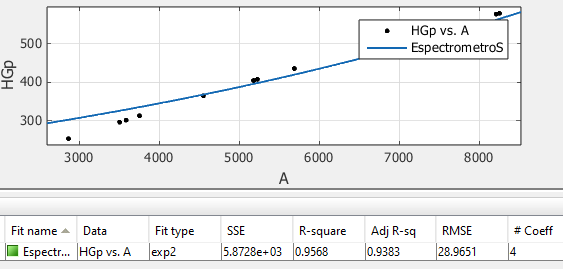 HGp vs. A
EspectrometroS
500
400
300
HGp
3000 4000 5000 6000 7000 8000
A
Fit name Data Fit type SSE R-square Adj R-sq RMSE # Coeff
Espectr... HGp vs. A exp2 5.8728e+03 0.9568 0.9383 28.9651 4